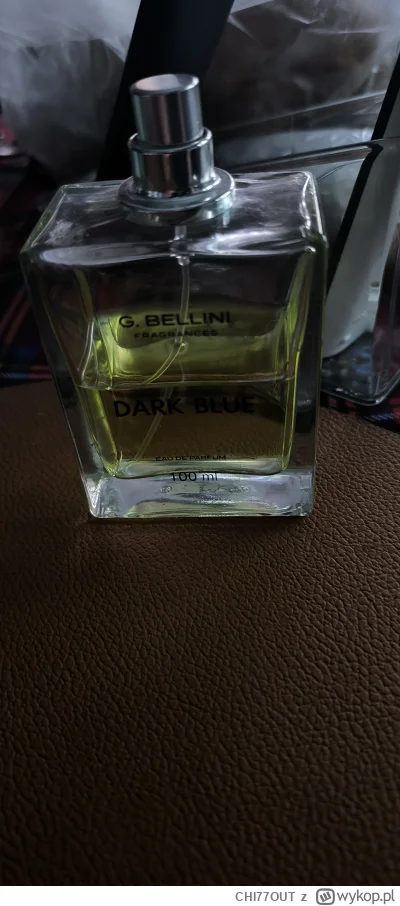 G. BELLINI
FRAGRANCES
DARK BLUE
EAU DE PARFUM
100 ml
CHI77OUT z wykop.pl